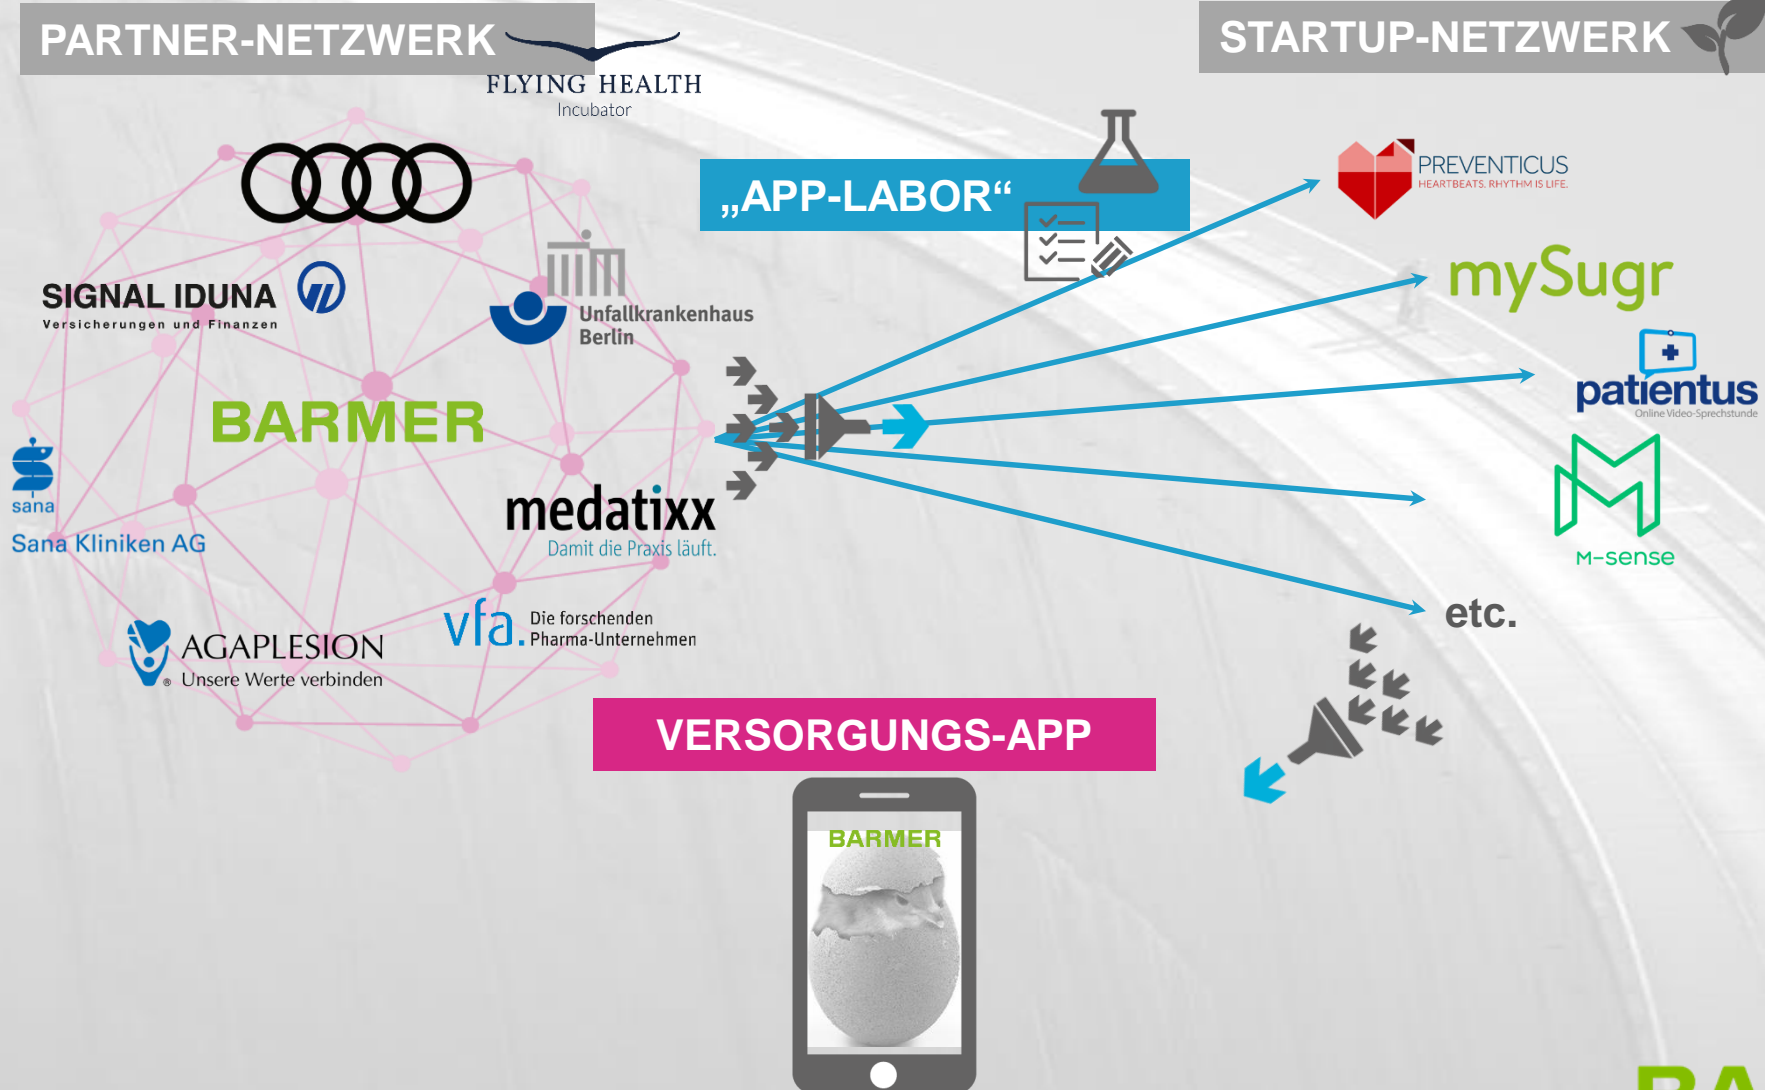 PARTNER-NETZWERK
FLYING HEALTH
Incubator
STARTUP-NETZWERK
„APP-LABOR“
PREVENTICUS
HEARTBEATS. RHYTHM IS LIFE.
SIGNAL IDUNA
Versicherungen und Finanzen
Unfallkrankenhaus
Berlin
mySugr
patientus
Online Video-Sprechstunde
BARMER
sana
Sana Kliniken AG
medatixx
Damit die Praxis läuft.
M-sense
vfa.
Die forschenden
Pharma-Unternehmen
AGAPLESION
®
Unsere Werte verbinden
etc.
VERSORGUNGS-APP
BARMER
BA